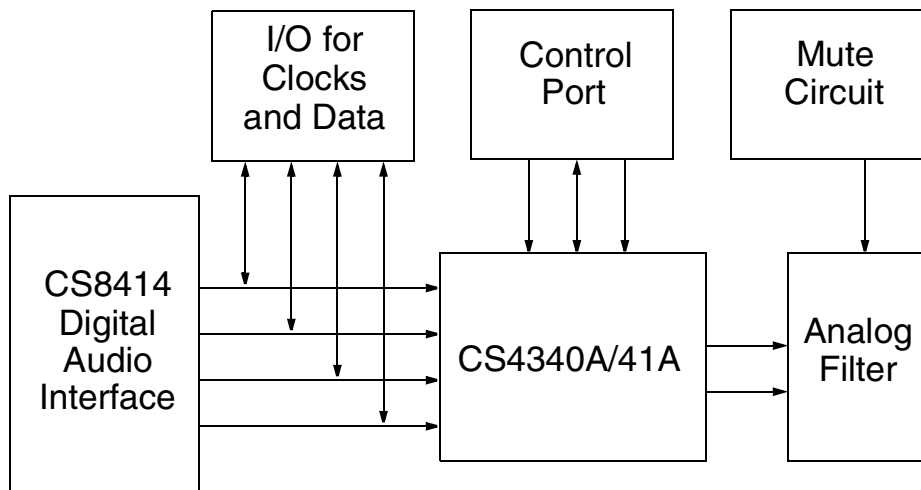 I/O for
Clocks
and Data
Control
Port
Mute
Circuit
CS8414
Digital
Audio
Interface
CS4340A/41A
Analog
Filter